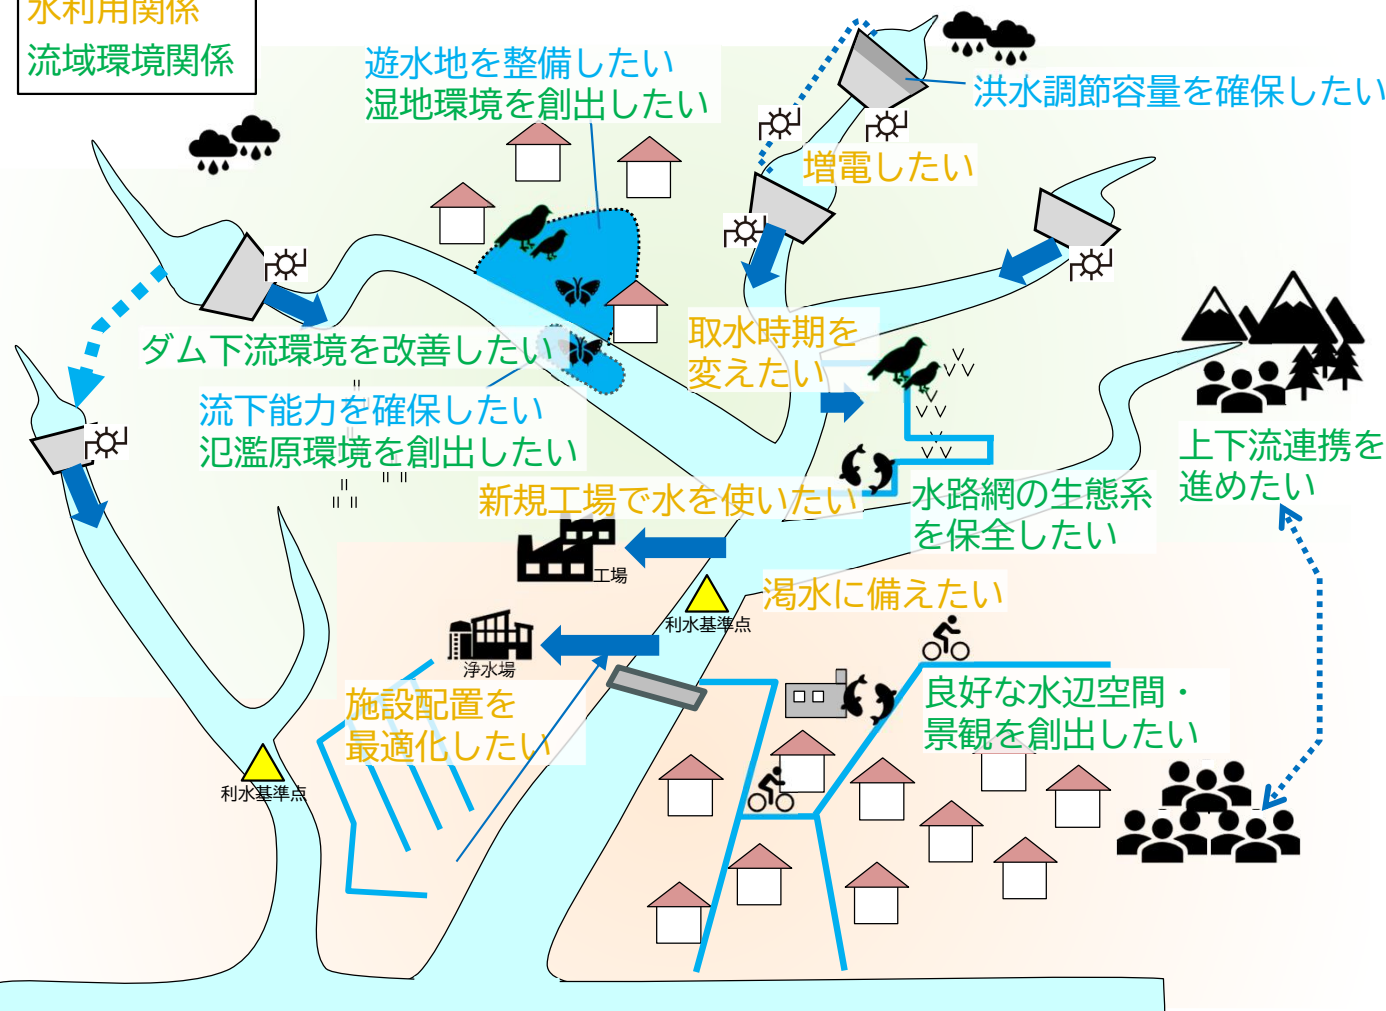 水利用関係
流域環境関係
遊水地を整備したい
湿地環境を創出したい
洪水調節容量を確保したい
増電したい
ダム下流環境を改善したい
取水時期を
変えたい
流下能力を確保したい
氾濫原環境を創出したい
上下流連携を
進めたい
新規工場で水を使いたい
水路網の生態系
を保全したい
工場
渇水に備えたい
利水基準点
浄水場
施設配置を
最適化したい
良好な水辺空間・
景観を創出したい
利水基準点